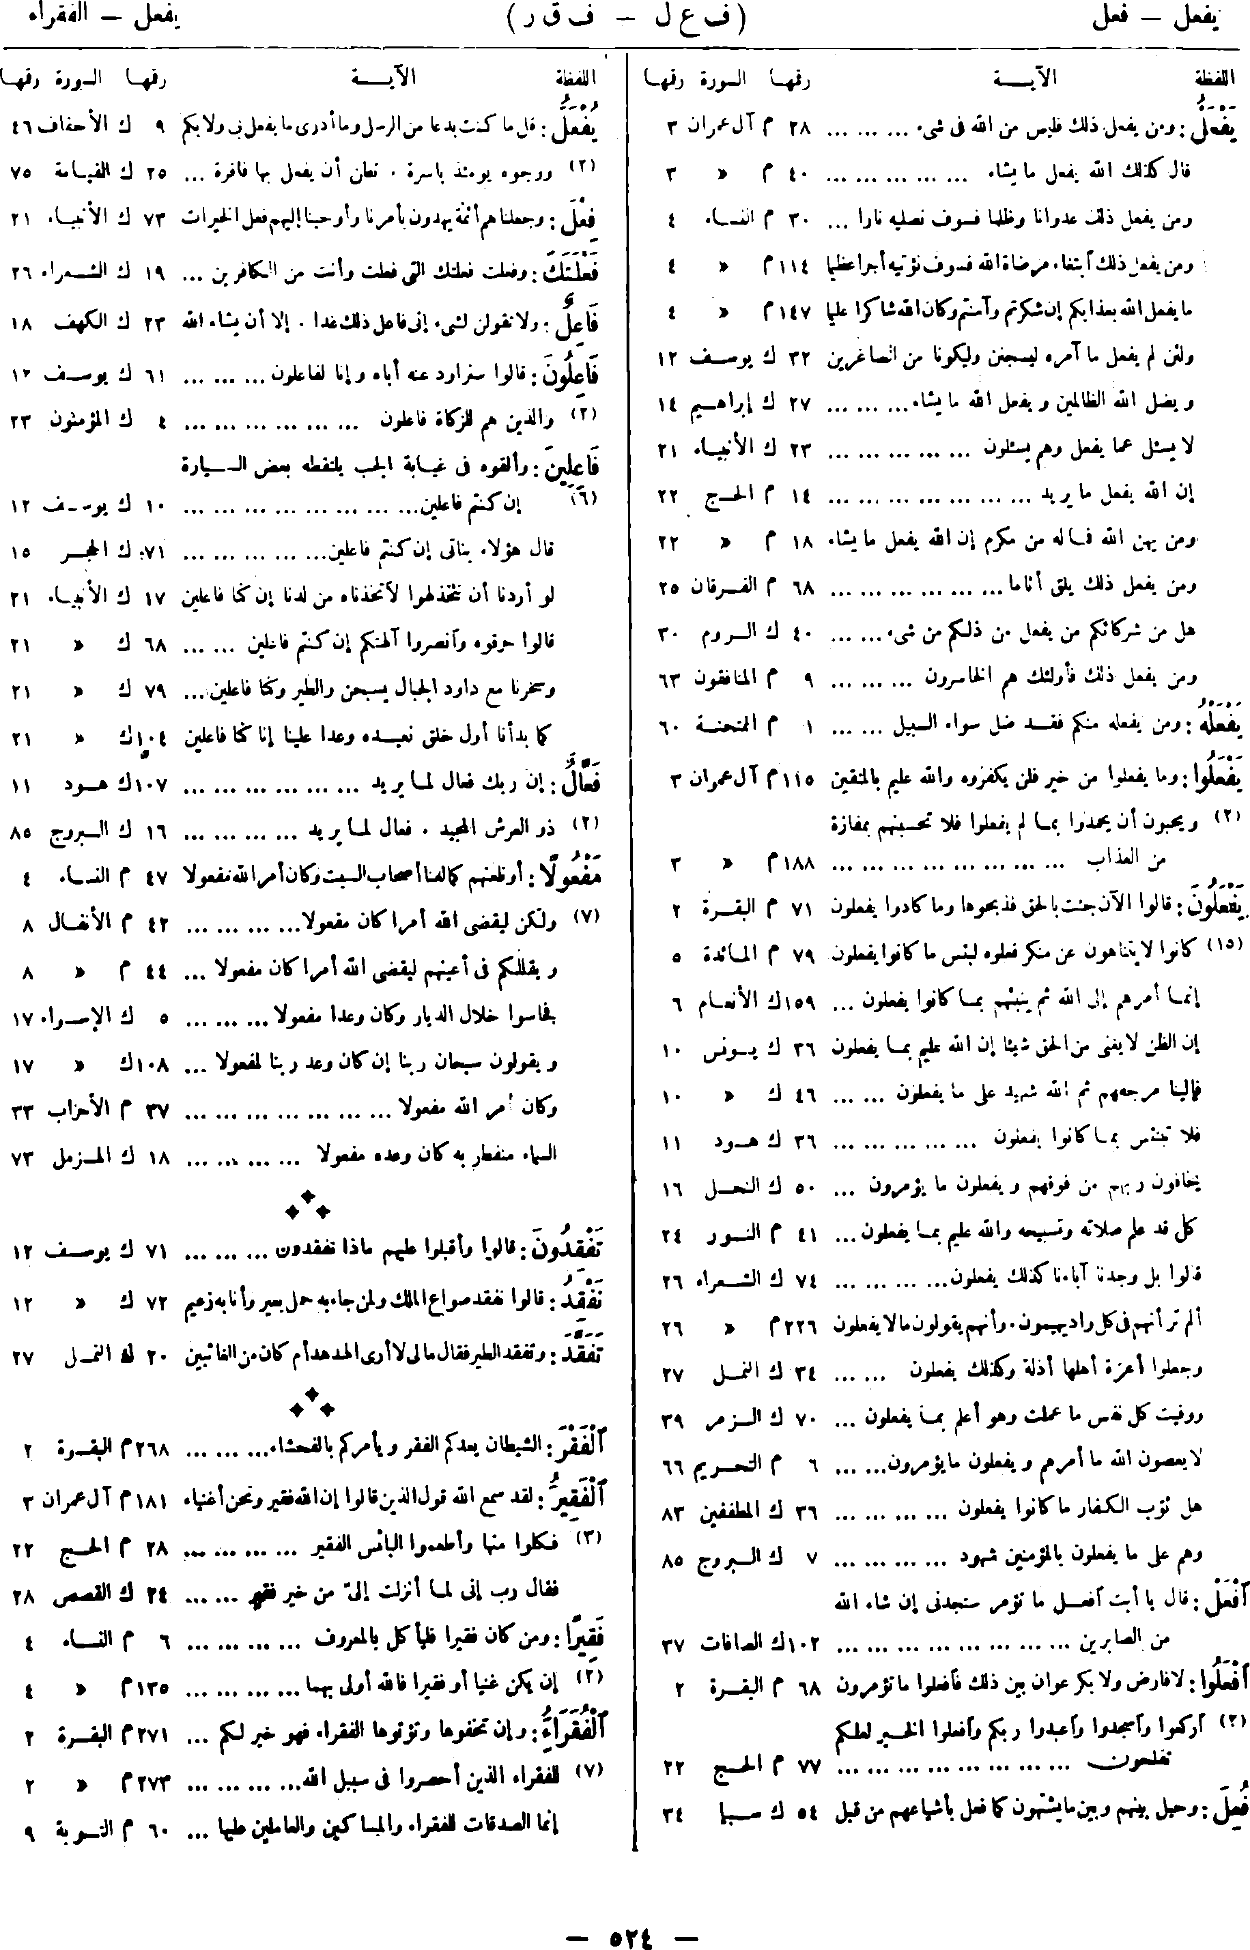 يفعل — فعل
(ف ع ل — ف ق ر)
يفعل — الفقراء
اللفظة الآيــــة رقمها السورة رقمها
يَفْعَلُ : ومن يفعل ذلك فليس من الله فى شىء ... ... ... ٢٨ م آل عمران ٣
قال كذلك الله يفعل ما يشاء ... ... ... ... ... ٤٠ م » ٣
ومن يفعل ذلك عدوانا وظلما فسوف نصليه نارا ... ٣٠ م النساء ٤
ومن يفعل ذلك ٱبتغاء مرضاة الله فسوف نؤتيه أجرا عظيما ١١٤ م » ٤
ما يفعل الله بعذابكم إن شكرتم وآمنتم وكان الله شاكرا عليما ١٤٧ م » ٤
ولئن لم يفعل ما آمره ليسجنن وليكونا من الصاغرين ٣٢ ك يوسف ١٢
ويضل الله الظالمين ويفعل الله ما يشاء ... ... ... ٢٧ ك إبراهيم ١٤
لا يسئل عما يفعل وهم يسئلون ... ... ... ... ... ٢٣ ك الأنبياء ٢١
إن الله يفعل ما يريد ... ... ... ... ... ... ... ١٤ م الحج ٢٢
ومن يهن الله فماله من مكرم إن الله يفعل ما يشاء ١٨ م » ٢٢
ومن يفعل ذلك يلق أثاما ... ... ... ... ... ... ٦٨ م الفرقان ٢٥
هل من شركائكم من يفعل من ذلكم من شىء ... ... ٤٠ ك الروم ٣٠
ومن يفعل ذلك فأولئك هم الخاسرون ... ... ... ٩ م المنافقون ٦٣
يَفْعَلْهُ : ومن يفعله منكم فقد ضل سواء السبيل ... ... ١ م الممتحنة ٦٠
يَفْعَلُوا : وما يفعلوا من خير فلن يكفروه والله عليم بالمتقين ١١٥ م آل عمران ٣
(٢) ويحبون أن يحمدوا بما لم يفعلوا فلا تحسبنهم بمفازة
من العذاب ... ... ... ... ... ... ... ... ١٨٨ م » ٣
يَفْعَلُونَ : قالوا الآن جئت بالحق فذبحوها وما كادوا يفعلون ٧١ م البقرة ٢
(١٥) كانوا لا يتناهون عن منكر فعلوه لبئس ما كانوا يفعلون ٧٩ م المائدة ٥
إنما أمرهم إلى الله ثم ينبئهم بما كانوا يفعلون ... ١٥٩ ك الأنعام ٦
إن الظن لا يغنى من الحق شيئا إن الله عليم بما يفعلون ٣٦ ك يونس ١٠
فإلينا مرجعهم ثم الله شهيد على ما يفعلون ... ... ٤٦ ك » ١٠
فلا تبتئس بما كانوا يفعلون ... ... ... ... ... ٣٦ ك هود ١١
يخافون ربهم من فوقهم ويفعلون ما يؤمرون ... ٥٠ ك النحل ١٦
كل قد علم صلاته وتسبيحه والله عليم بما يفعلون ... ٤١ م النور ٢٤
قالوا بل وجدنا آباءنا كذلك يفعلون ... ... ... ... ٧٤ ك الشعراء ٢٦
ألم تر أنهم فى كل واد يهيمون . وأنهم يقولون ما لا يفعلون ٢٢٦ م » ٢٦
وجعلوا أعزة أهلها أذلة وكذلك يفعلون ... ... ٣٤ ك النمل ٢٧
ووفيت كل نفس ما عملت وهو أعلم بما يفعلون ... ٧٠ ك الزمر ٣٩
لا يعصون الله ما أمرهم ويفعلون ما يؤمرون ... ... ٦ م التحريم ٦٦
هل ثوب الكفار ما كانوا يفعلون ... ... ... ... ٣٦ ك المطففين ٨٣
وهم على ما يفعلون بالمؤمنين شهود ... ... ... ... ٧ ك البروج ٨٥
ٱفْعَلْ : قال يا أبت ٱفعل ما تؤمر ستجدنى إن شاء الله
من الصابرين ... ... ... ... ... ... ... ... ١٠٢ ك الصافات ٣٧
ٱفْعَلُوا : لا فارض ولا بكر عوان بين ذلك فٱفعلوا ما تؤمرون ٦٨ م البقرة ٢
(٢) ٱركعوا وٱسجدوا وٱعبدوا ربكم وٱفعلوا الخير لعلكم
تفلحون ... ... ... ... ... ... ... ... ... ٧٧ م الحج ٢٢
فُعِلَ : وحيل بينهم وبين ما يشتهون كما فعل بأشياعهم من قبل ٥٤ ك سبإ ٣٤
اللفظة الآيــــة رقمها السورة رقمها
يُفْعَلُ : قل ما كنت بدعا من الرسل وما أدرى ما يفعل بى ولا بكم ٩ ك الأحقاف ٤٦
(٢) ووجوه يومئذ باسرة . تظن أن يفعل بها فاقرة ... ٢٥ ك القيامة ٧٥
فِعْلَ : وجعلناهم أئمة يهدون بأمرنا وأوحينا إليهم فعل الخيرات ٧٣ ك الأنبياء ٢١
فَعْلَتَكَ : وفعلت فعلتك التى فعلت وأنت من الكافرين ... ١٩ ك الشعراء ٢٦
فَاعِلٌ : ولا تقولن لشىء إنى فاعل ذلك غدا . إلا أن يشاء الله ٢٣ ك الكهف ١٨
فَاعِلُونَ : قالوا سنراود عنه أباه وإنا لفاعلون ... ... ... ٦١ ك يوسف ١٢
(٢) والذين هم للزكاة فاعلون ... ... ... ... ... ... ٤ ك المؤمنون ٢٣
فَاعِلِينَ : وألقوه فى غيابة الجب يلتقطه بعض السيارة
(٦) إن كنتم فاعلين ... ... ... ... ... ... ... ... ١٠ ك يوسف ١٢
قال هؤلاء بناتى إن كنتم فاعلين ... ... ... ... ... ٧١ ك الحجر ١٥
لو أردنا أن نتخذ لهوا لاٱتخذناه من لدنا إن كنا فاعلين ١٧ ك الأنبياء ٢١
قالوا حرقوه وٱنصروا آلهتكم إن كنتم فاعلين ... ... ٦٨ ك » ٢١
وسخرنا مع داود الجبال يسبحن والطير وكنا فاعلين ... ٧٩ ك » ٢١
كما بدأنا أول خلق نعيده وعدا علينا إنا كنا فاعلين ١٠٤ ك » ٢١
فَعَّالٌ : إن ربك فعال لما يريد ... ... ... ... ... ... ١٠٧ ك هود ١١
(٢) ذو العرش المجيد . فعال لما يريد ... ... ... ... ١٦ ك البروج ٨٥
مَفْعُولًا : أو نلعنهم كما لعنا أصحاب السبت وكان أمر الله مفعولا ٤٧ م النساء ٤
(٧) ولكن ليقضى الله أمرا كان مفعولا ... ... ... ... ٤٢ م الأنفال ٨
ويقللكم فى أعينهم ليقضى الله أمرا كان مفعولا ... ٤٤ م » ٨
فجاسوا خلال الديار وكان وعدا مفعولا ... ... ... ٥ ك الإسراء ١٧
ويقولون سبحان ربنا إن كان وعد ربنا لمفعولا ... ١٠٨ ك » ١٧
وكان أمر الله مفعولا ... ... ... ... ... ... ... ٣٧ م الأحزاب ٣٣
السماء منفطر به كان وعده مفعولا ... ... ... ... ١٨ ك المزمل ٧٣
تَفْقِدُونَ : قالوا وأقبلوا عليهم ماذا تفقدون ... ... ... ٧١ ك يوسف ١٢
نَفْقِدُ : قالوا نفقد صواع الملك ولمن جاء به حمل بعير وأنا به زعيم ٧٢ ك » ١٢
تَفَقَّدَ : وتفقد الطير فقال مالى لا أرى الهدهد أم كان من الغائبين ٢٠ ك النمل ٢٧
ٱلْفَقْرَ : الشيطان يعدكم الفقر ويأمركم بالفحشاء ... ... ... ٢٦٨ م البقرة ٢
ٱلْفَقِيرُ : لقد سمع الله قول الذين قالوا إن الله فقير ونحن أغنياء ١٨١ م آل عمران ٣
(٣) فكلوا منها وأطعموا البائس الفقير ... ... ... ... ٢٨ م الحج ٢٢
فقال رب إنى لما أنزلت إلىّ من خير فقير ... ... ٢٤ ك القصص ٢٨
فَقِيرًا : ومن كان فقيرا فليأكل بالمعروف ... ... ... ... ٦ م النساء ٤
(٢) إن يكن غنيا أو فقيرا فالله أولى بهما ... ... ... ... ١٣٥ م » ٤
ٱلْفُقَرَاءِ : وإن تخفوها وتؤتوها الفقراء فهو خير لكم ... ٢٧١ م البقرة ٢
(٧) للفقراء الذين أحصروا فى سبيل الله ... ... ... ... ٢٧٣ م » ٢
إنما الصدقات للفقراء والمساكين والعاملين عليها ... ٦٠ م التوبة ٩
— ٥٢٤ —